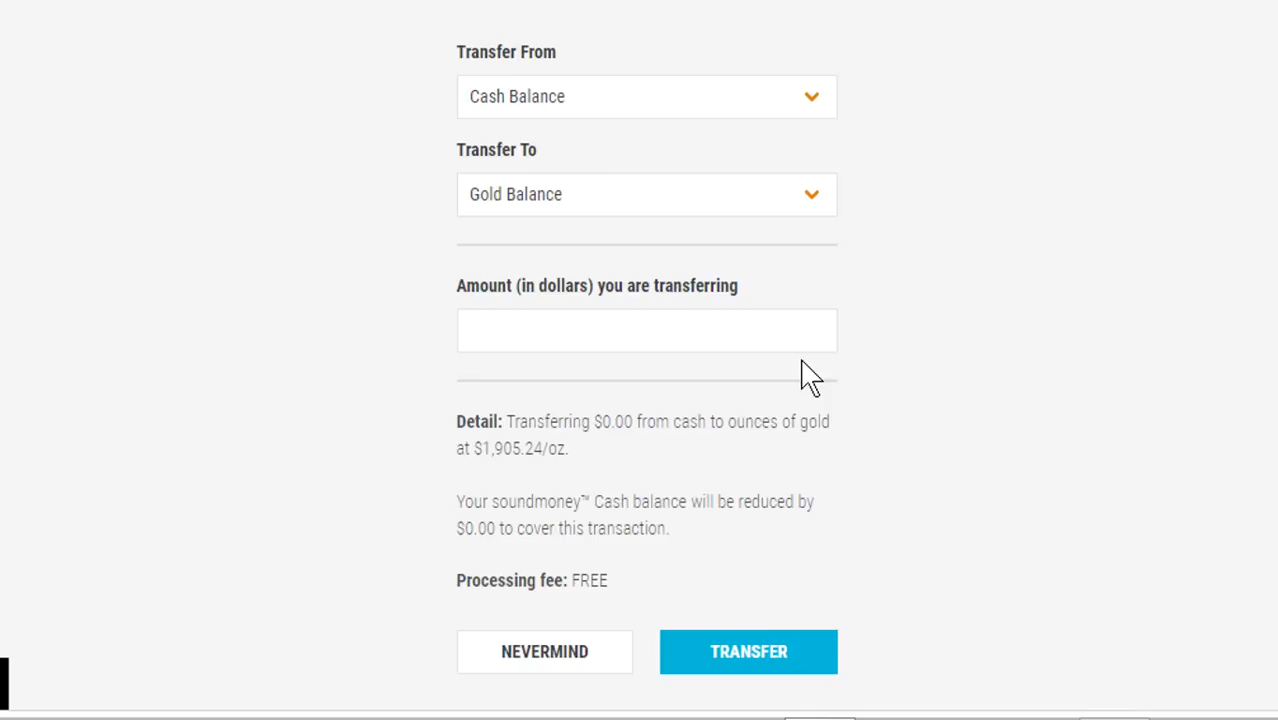 Transfer From
Cash Balance
Transfer To
Gold Balance
Amount (in dollars) you are transferring
Detail: Transferring $0.00 from cash to ounces of gold
at $1,905.24/oz.
Your soundmoney™ Cash balance will be reduced by
$0.00 to cover this transaction.
Processing fee: FREE
NEVERMIND
TRANSFER